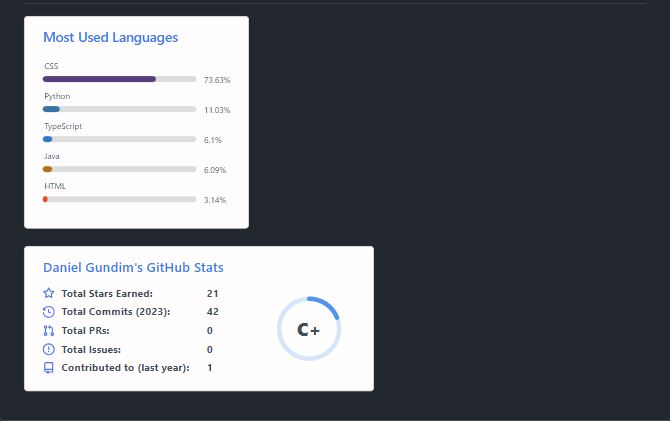 Most Used Languages
CSS
73.63%
Python
11.03%
TypeScript
6.1%
Java
6.09%
HTML
3.14%
Daniel Gundim's GitHub Stats
Total Stars Earned: 21
Total Commits (2023): 42
Total PRs: 0
Total Issues: 0
Contributed to (last year): 1
C+